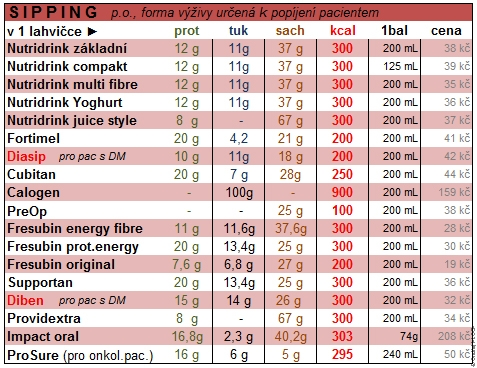 SIPPING p.o., forma výživy určená k popíjení pacientem
v 1 lahvičce ► prot tuk sach kcal 1bal cena
Nutridrink základní 12 g 11g 37 g 300 200 mL 38 kč
Nutridrink compakt 12 g 11g 37 g 300 125 mL 39 kč
Nutridrink multi fibre 12 g 11g 37 g 300 200 mL 35 kč
Nutridrink Yoghurt 12 g 11g 37 g 300 200 mL 36 kč
Nutridrink juice style 8 g - 67 g 300 200 mL 37 kč
Fortimel 20 g 4,2 21 g 200 200 mL 41 kč
Diasip pro pac s DM 10 g 11g 18 g 200 200 mL 42 kč
Cubitan 20 g 7 g 28g 250 200 mL 44 kč
Calogen - 100g - 900 200 mL 159 kč
PreOp - - 25 g 100 200 mL 38 kč
Fresubin energy fibre 11 g 11,6g 37,6g 300 200 mL 28 kč
Fresubin prot.energy 20 g 13,4g 25 g 300 200 mL 30 kč
Fresubin original 7,6 g 6,8 g 27 g 200 200 mL 19 kč
Supportan 20 g 13,4g 25 g 300 200 mL 36 kč
Diben pro pac s DM 15 g 14 g 26 g 300 200 mL 32 kč
Providextra 8 g - 67 g 300 200 mL 34 kč
Impact oral 16,8g 2,3 g 40,2g 303 74g 208 kč
ProSure (pro onkol.pac.) 16 g 6 g 5 g 295 240 mL 50 kč